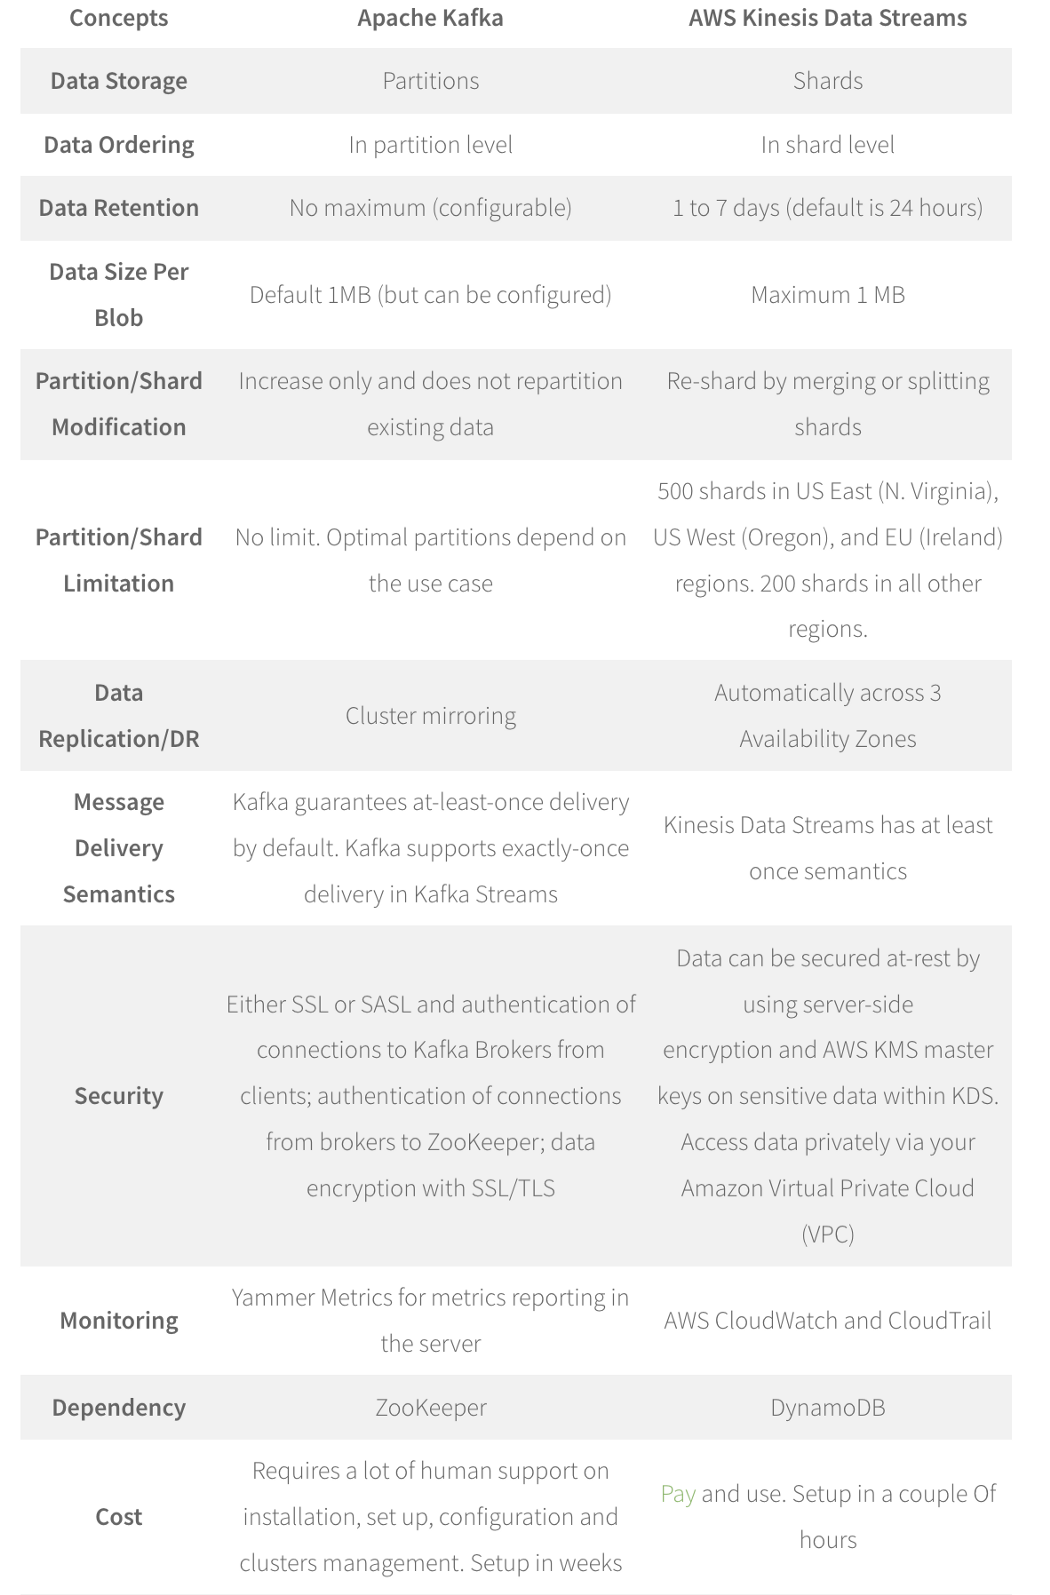 Concepts Apache Kafka AWS Kinesis Data Streams
Data Storage Partitions Shards
Data Ordering In partition level In shard level
Data Retention No maximum (configurable) 1 to 7 days (default is 24 hours)
Data Size Per
Blob
Default 1MB (but can be configured)
Maximum 1 MB
Partition/Shard
Modification
Increase only and does not repartition
existing data
Re-shard by merging or splitting
shards
Partition/Shard
Limitation
No limit. Optimal partitions depend on
the use case
500 shards in US East (N. Virginia),
US West (Oregon), and EU (Ireland)
regions. 200 shards in all other
regions.
Data
Replication/DR
Cluster mirroring
Automatically across 3
Availability Zones
Message
Delivery
Semantics
Kafka guarantees at-least-once delivery
by default. Kafka supports exactly-once
delivery in Kafka Streams
Kinesis Data Streams has at least
once semantics
Security
Either SSL or SASL and authentication of
connections to Kafka Brokers from
clients; authentication of connections
from brokers to ZooKeeper; data
encryption with SSL/TLS
Data can be secured at-rest by
using server-side
encryption and AWS KMS master
keys on sensitive data within KDS.
Access data privately via your
Amazon Virtual Private Cloud
(VPC)
Monitoring
Yammer Metrics for metrics reporting in
the server
AWS CloudWatch and CloudTrail
Dependency ZooKeeper DynamoDB
Cost
Requires a lot of human support on
installation, set up, configuration and
clusters management. Setup in weeks
Pay and use. Setup in a couple Of
hours